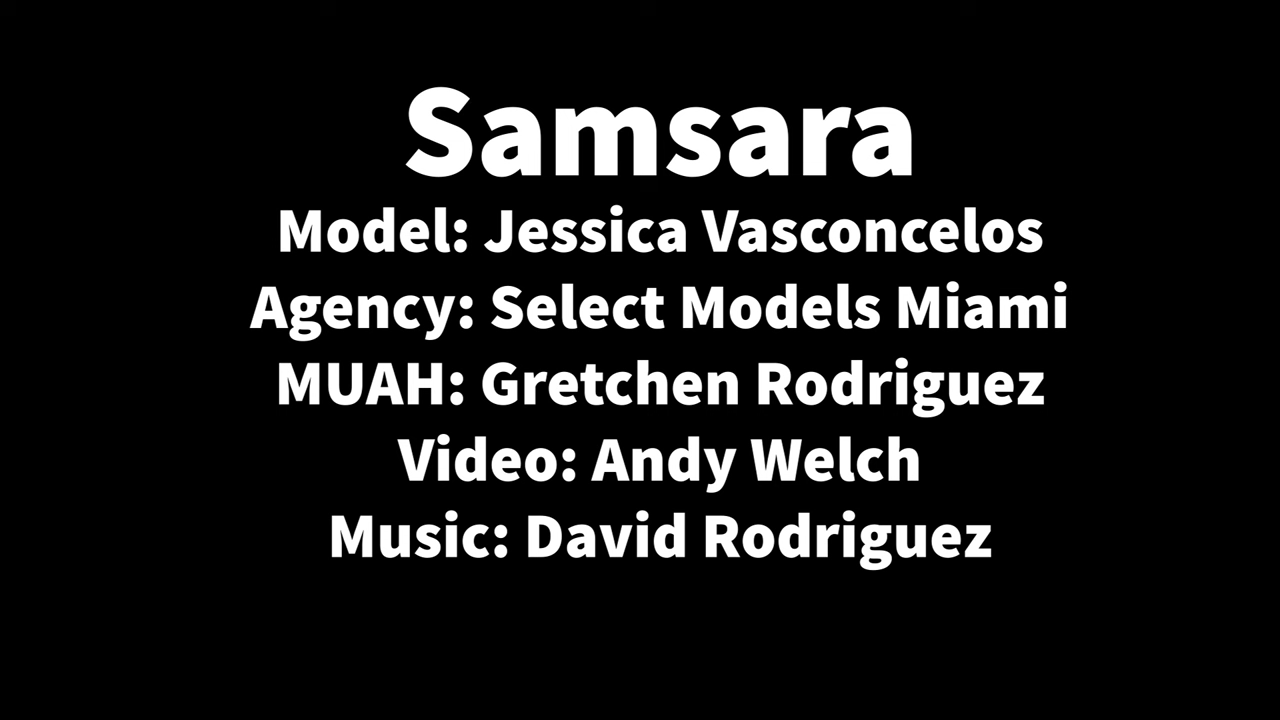 Samsara
Model: Jessica Vasconcelos
Agency: Select Models Miami
MUAH: Gretchen Rodriguez
Video: Andy Welch
Music: David Rodriguez